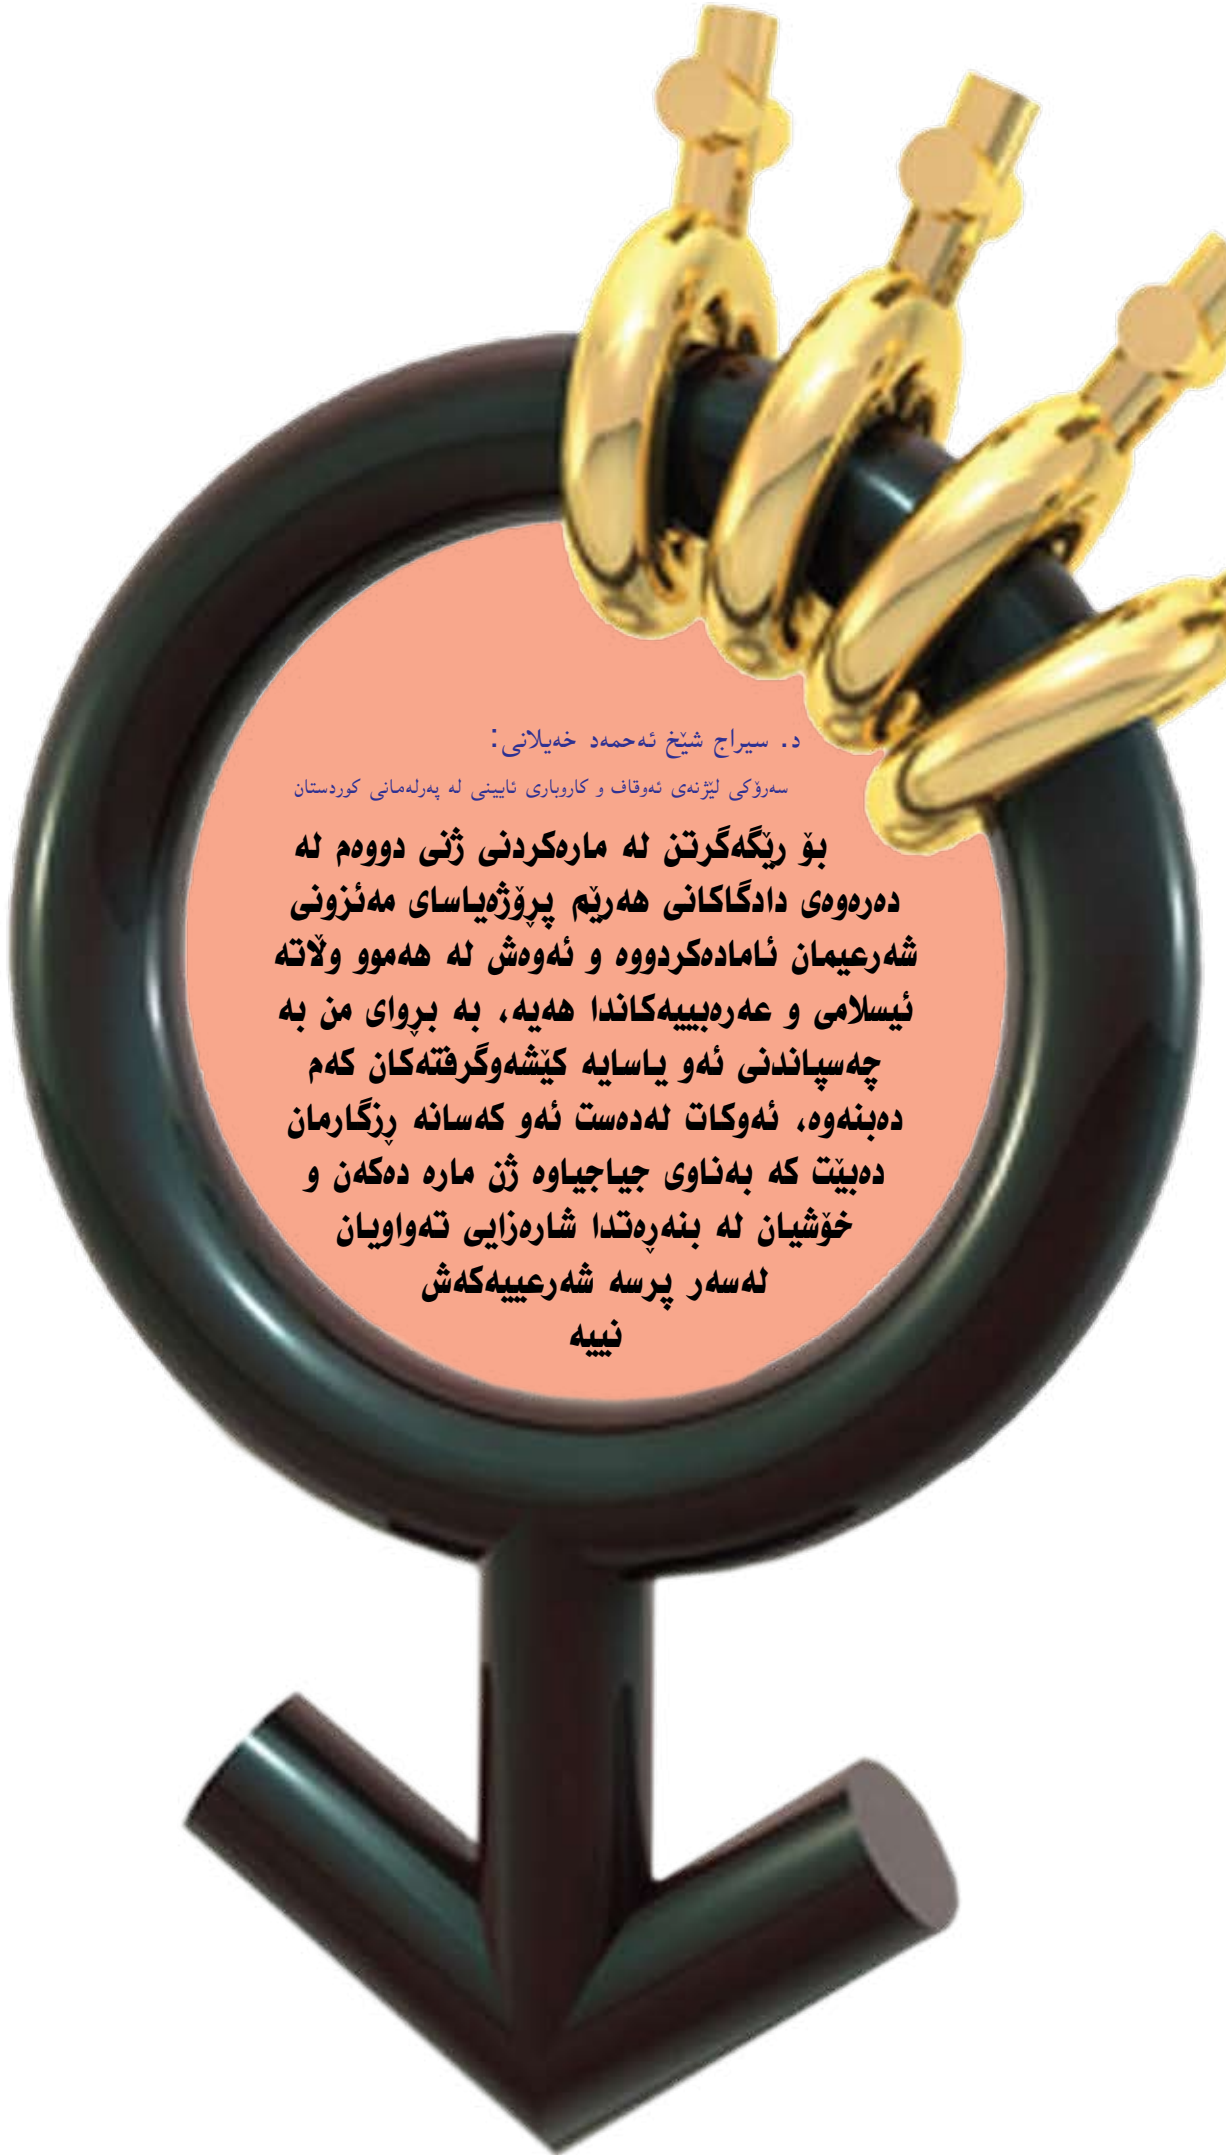 د. سیراج شێخ ئەحمەد خەیلانی:
سەرۆکی لێژنەی ئەوقاف و کاروباری ئایینی لە پەرلەمانی کوردستان
بۆ رێگەگرتن لە مارەکردنی ژنی دووەم لە
دەرەوەی دادگاکانی هەرێم پڕۆژەیاسای مەئزونی
شەرعیمان ئامادەکردووە و ئەوەش لە هەموو وڵاتە
ئیسلامی و عەرەبییەکاندا هەیە، بە بڕوای من بە
چەسپاندنی ئەو یاسایە کێشەوگرفتەکان کەم
دەبنەوە، ئەوکات لەدەست ئەو کەسانە ڕزگارمان
دەبێت کە بەناوی جیاجیاوە ژن مارە دەکەن و
خۆشیان لە بنەڕەتدا شارەزایی تەواویان
لەسەر پرسە شەرعییەکەش
نییە